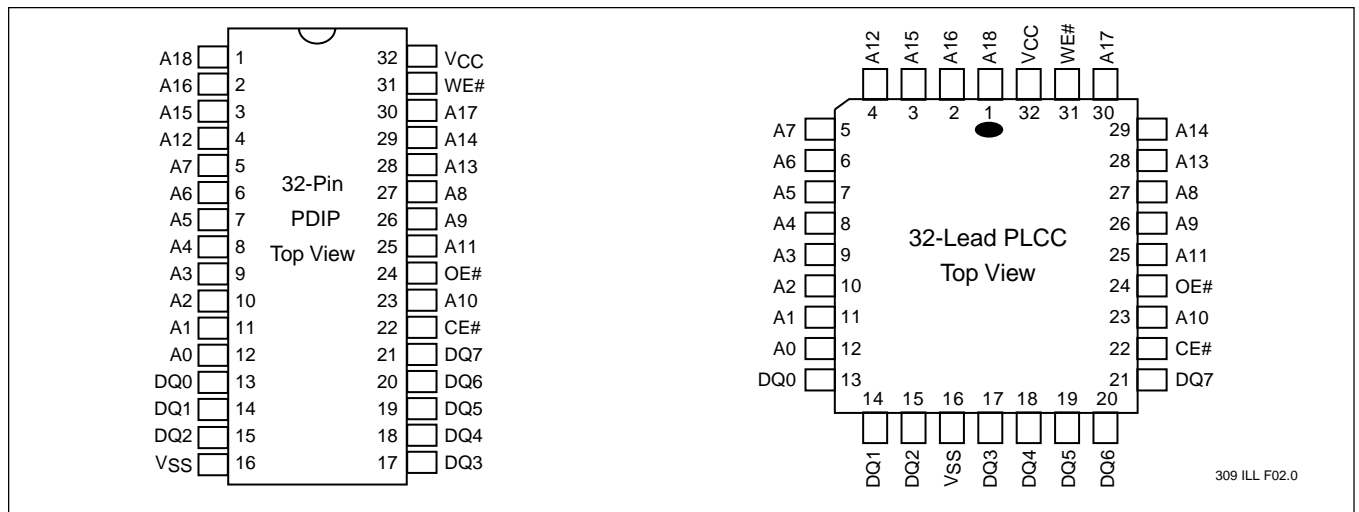 A18 1 32 VCC
A16 2 31 WE#
A15 3 30 A17
A12 4 29 A14
A7 5 28 A13
A6 6 27 A8
A5 7 26 A9
A4 8 25 A11
A3 9 24 OE#
A2 10 23 A10
A1 11 22 CE#
A0 12 21 DQ7
DQ0 13 20 DQ6
DQ1 14 19 DQ5
DQ2 15 18 DQ4
VSS 16 17 DQ3
32-Pin
PDIP
Top View
A12 A15 A16 A18 VCC WE# A17
4 3 2 1 32 31 30
A7 5 29 A14
A6 6 28 A13
A5 7 27 A8
A4 8 26 A9
A3 9 25 A11
A2 10 24 OE#
A1 11 23 A10
A0 12 22 CE#
DQ0 13 21 DQ7
32-Lead PLCC
Top View
14 15 16 17 18 19 20
DQ1 DQ2 VSS DQ3 DQ4 DQ5 DQ6
309 ILL F02.0